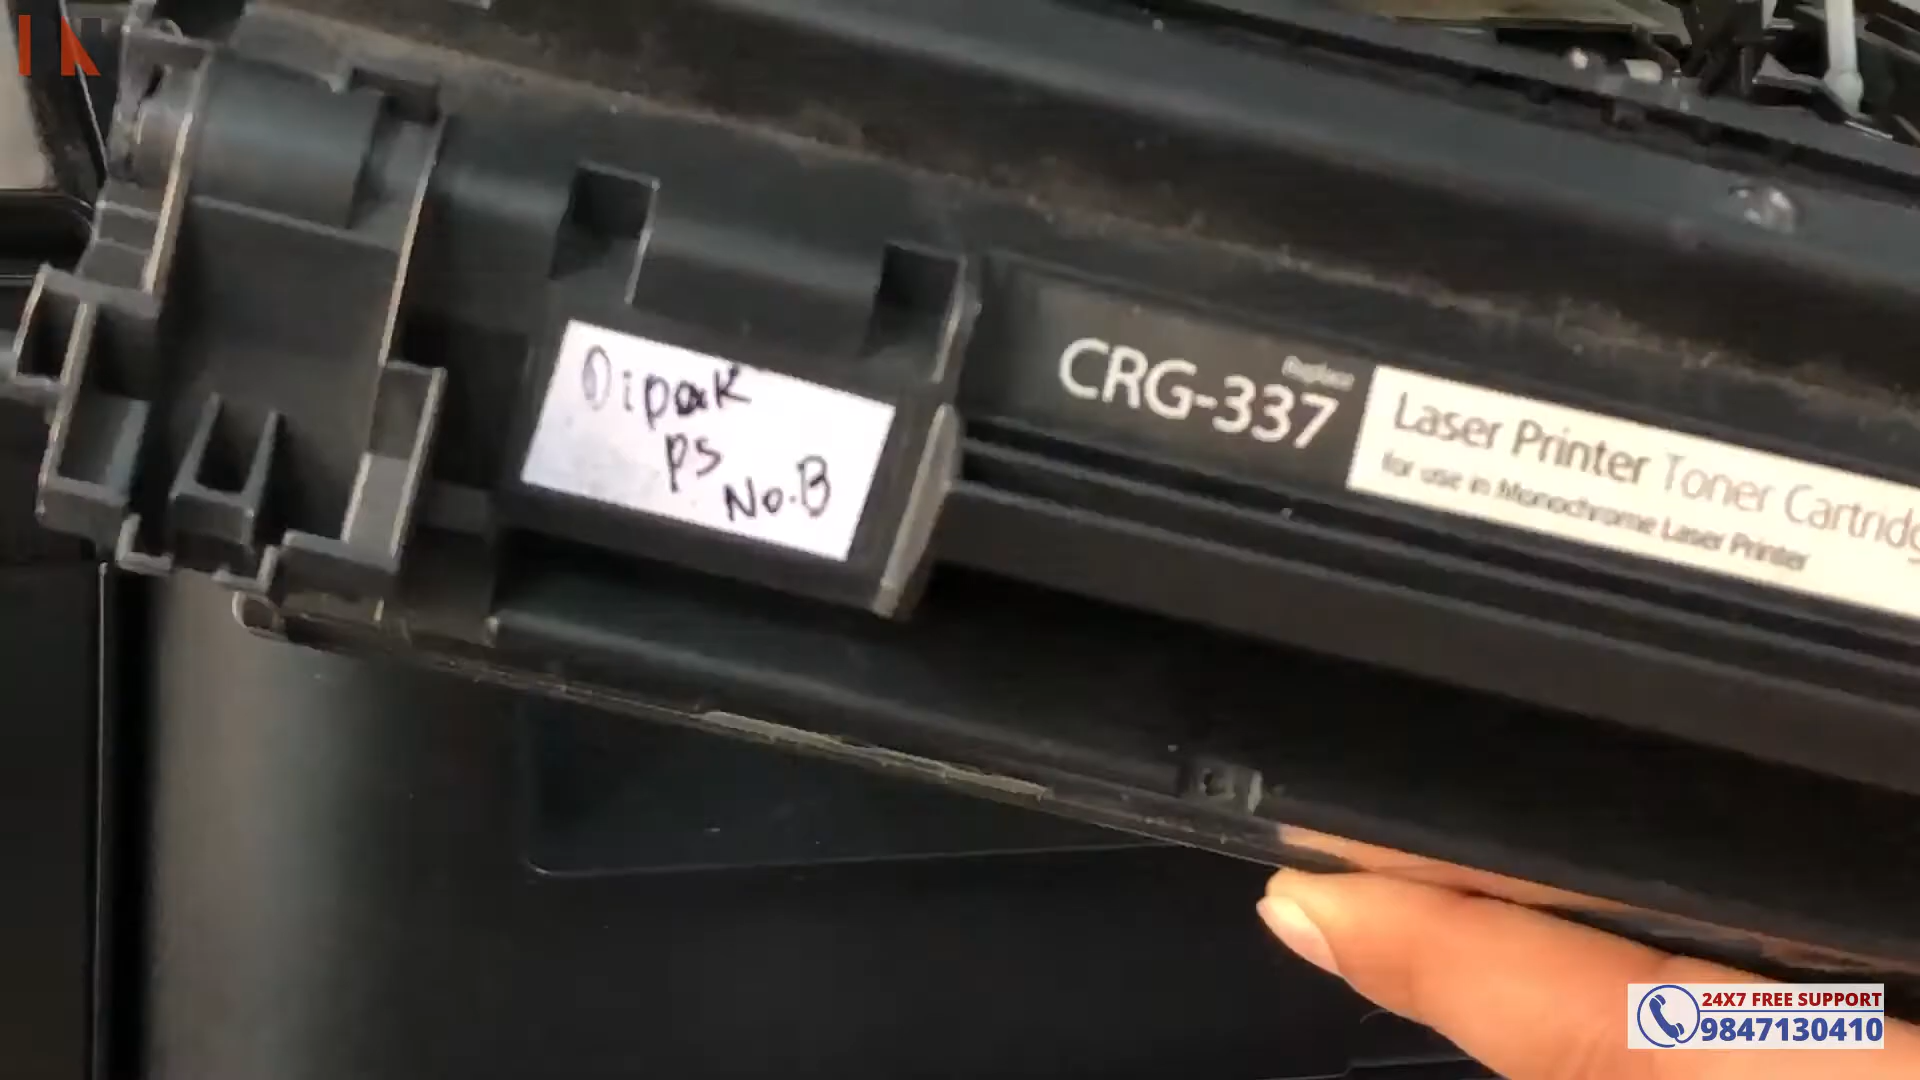 Dipak
ps
No.B
Replace
CRG-337
Laser Printer Toner Cartridg
for use in Monochrome Laser Printer
24X7 FREE SUPPORT
9847130410